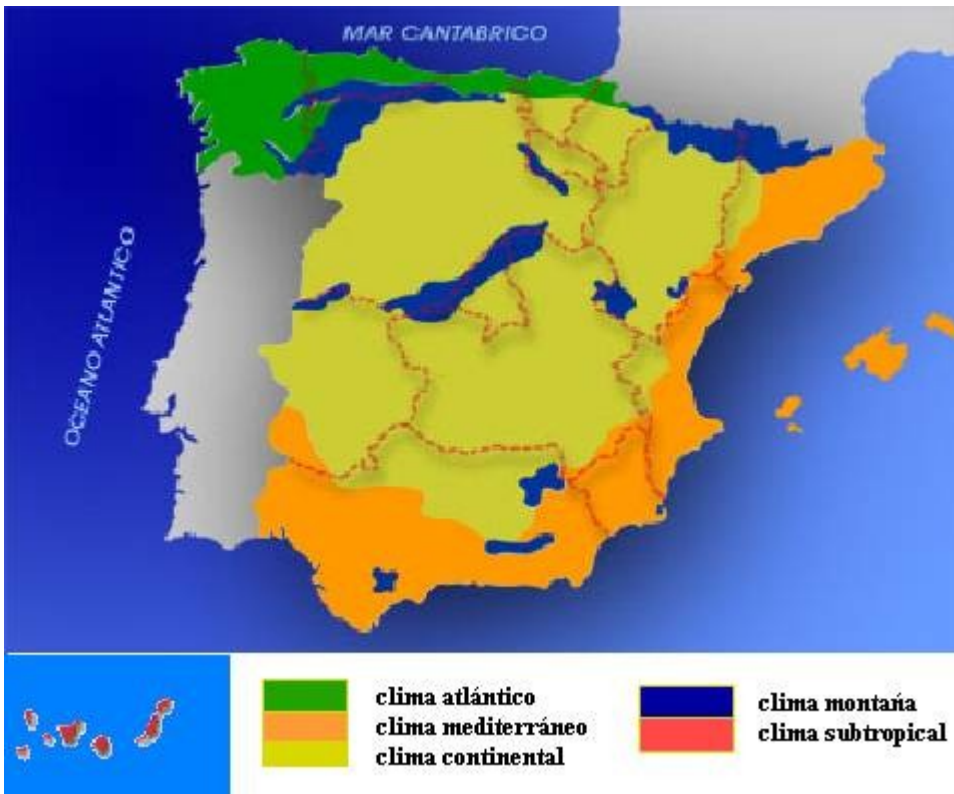 MAR CANTABRICO
OCEANO ATLANTICO
clima atlántico
clima mediterráneo
clima continental
clima montaña
clima subtropical